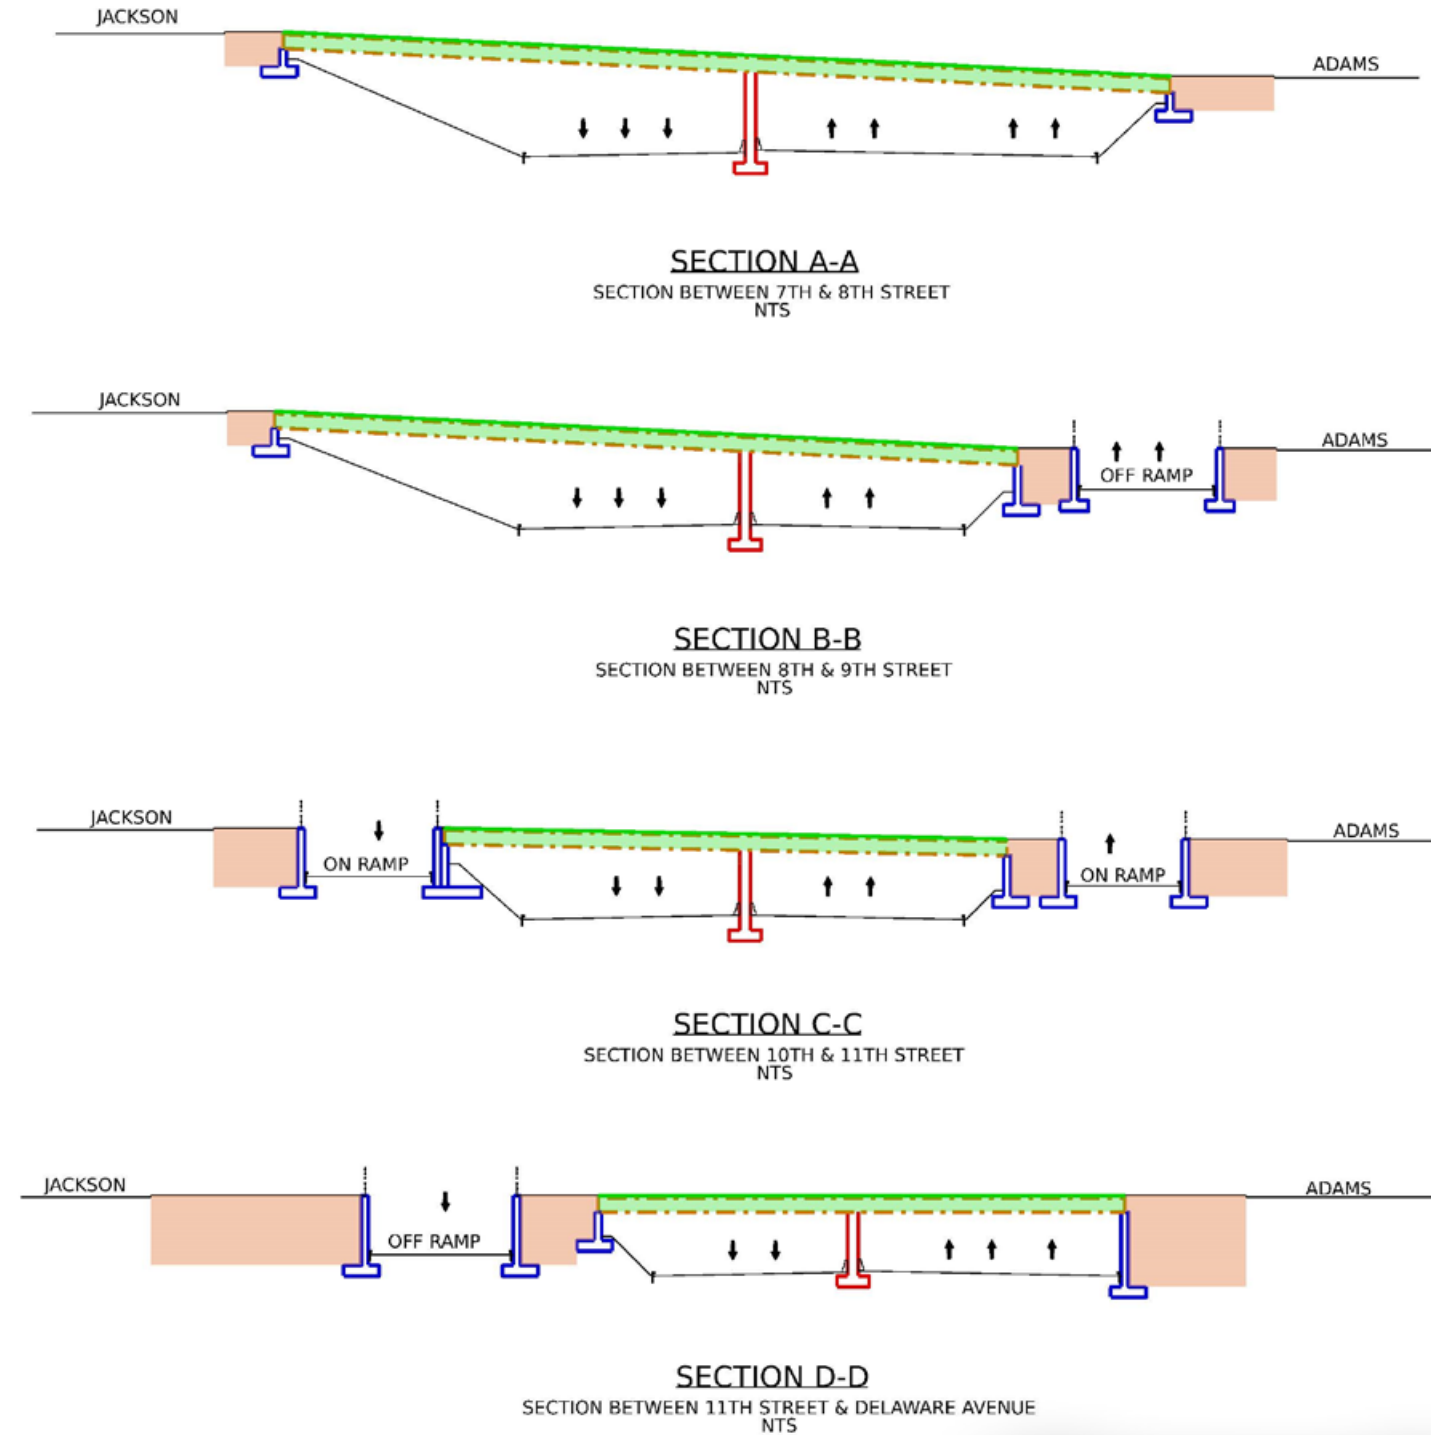 JACKSON
ADAMS
SECTION A-A
SECTION BETWEEN 7TH & 8TH STREET
NTS
JACKSON
ADAMS
OFF RAMP
SECTION B-B
SECTION BETWEEN 8TH & 9TH STREET
NTS
JACKSON
ADAMS
ON RAMP
ON RAMP
SECTION C-C
SECTION BETWEEN 10TH & 11TH STREET
NTS
JACKSON
ADAMS
OFF RAMP
SECTION D-D
SECTION BETWEEN 11TH STREET & DELAWARE AVENUE
NTS